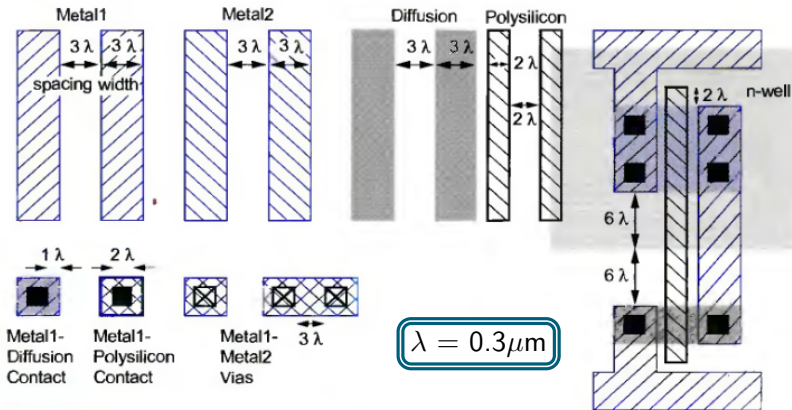 Metal1
Metal2
Diffusion
Polysilicon
3 λ
3 λ
3 λ
3 λ
3 λ
3 λ
2 λ
2 λ
spacing width
2 λ
n-well
6 λ
6 λ
1 λ
2 λ
3 λ
Metal1-
Diffusion
Contact
Metal1-
Polysilicon
Contact
Metal1-
Metal2
Vias
λ = 0.3μm